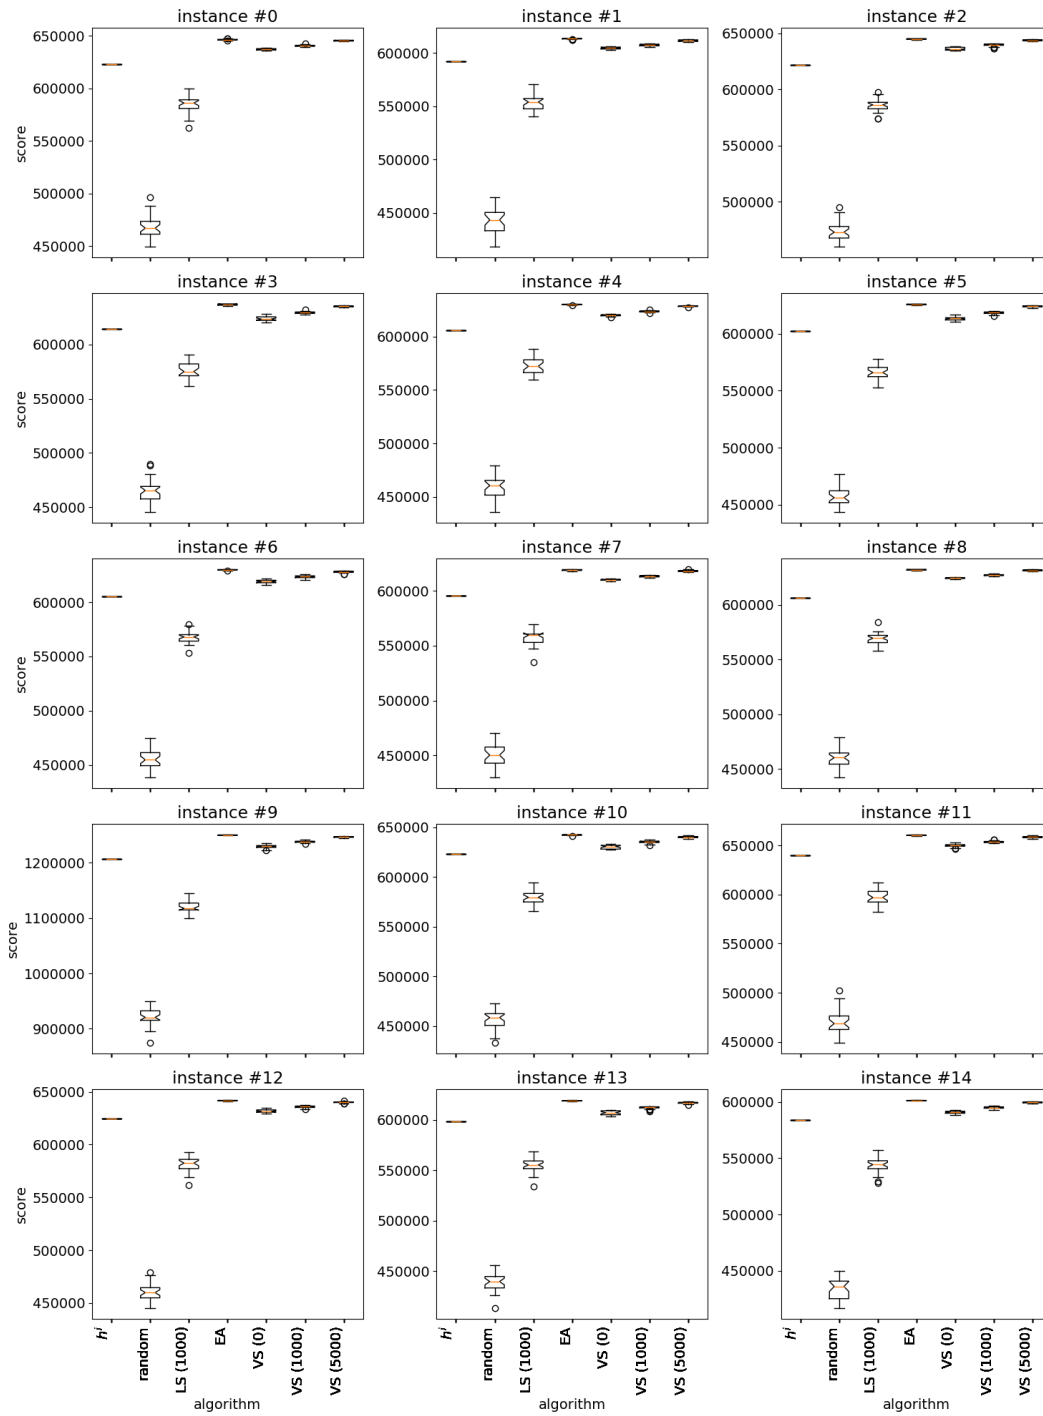 instance #0
instance #1
instance #2
650000
600000
550000
500000
450000
score
600000
550000
500000
450000
650000
600000
550000
500000
instance #3
instance #4
instance #5
600000
550000
500000
450000
score
600000
550000
500000
450000
600000
550000
500000
450000
instance #6
instance #7
instance #8
600000
550000
500000
450000
score
600000
550000
500000
450000
600000
550000
500000
450000
instance #9
instance #10
instance #11
1200000
1100000
1000000
900000
score
650000
600000
550000
500000
450000
650000
600000
550000
500000
450000
instance #12
instance #13
instance #14
650000
600000
550000
500000
450000
score
600000
550000
500000
450000
600000
550000
500000
450000
hⁱ
random
LS (1000)
EA
VS (0)
VS (1000)
VS (5000)
algorithm
hⁱ
random
LS (1000)
EA
VS (0)
VS (1000)
VS (5000)
algorithm
hⁱ
random
LS (1000)
EA
VS (0)
VS (1000)
VS (5000)
algorithm